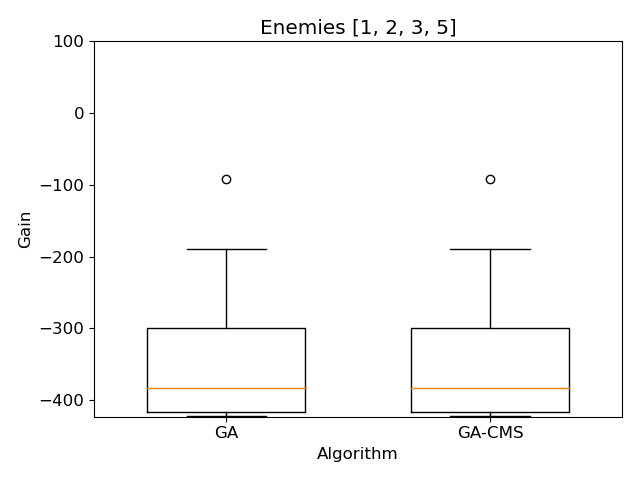 Enemies [1, 2, 3, 5]
100
0
−100
−200
−300
−400
Gain
GA
GA-CMS
Algorithm